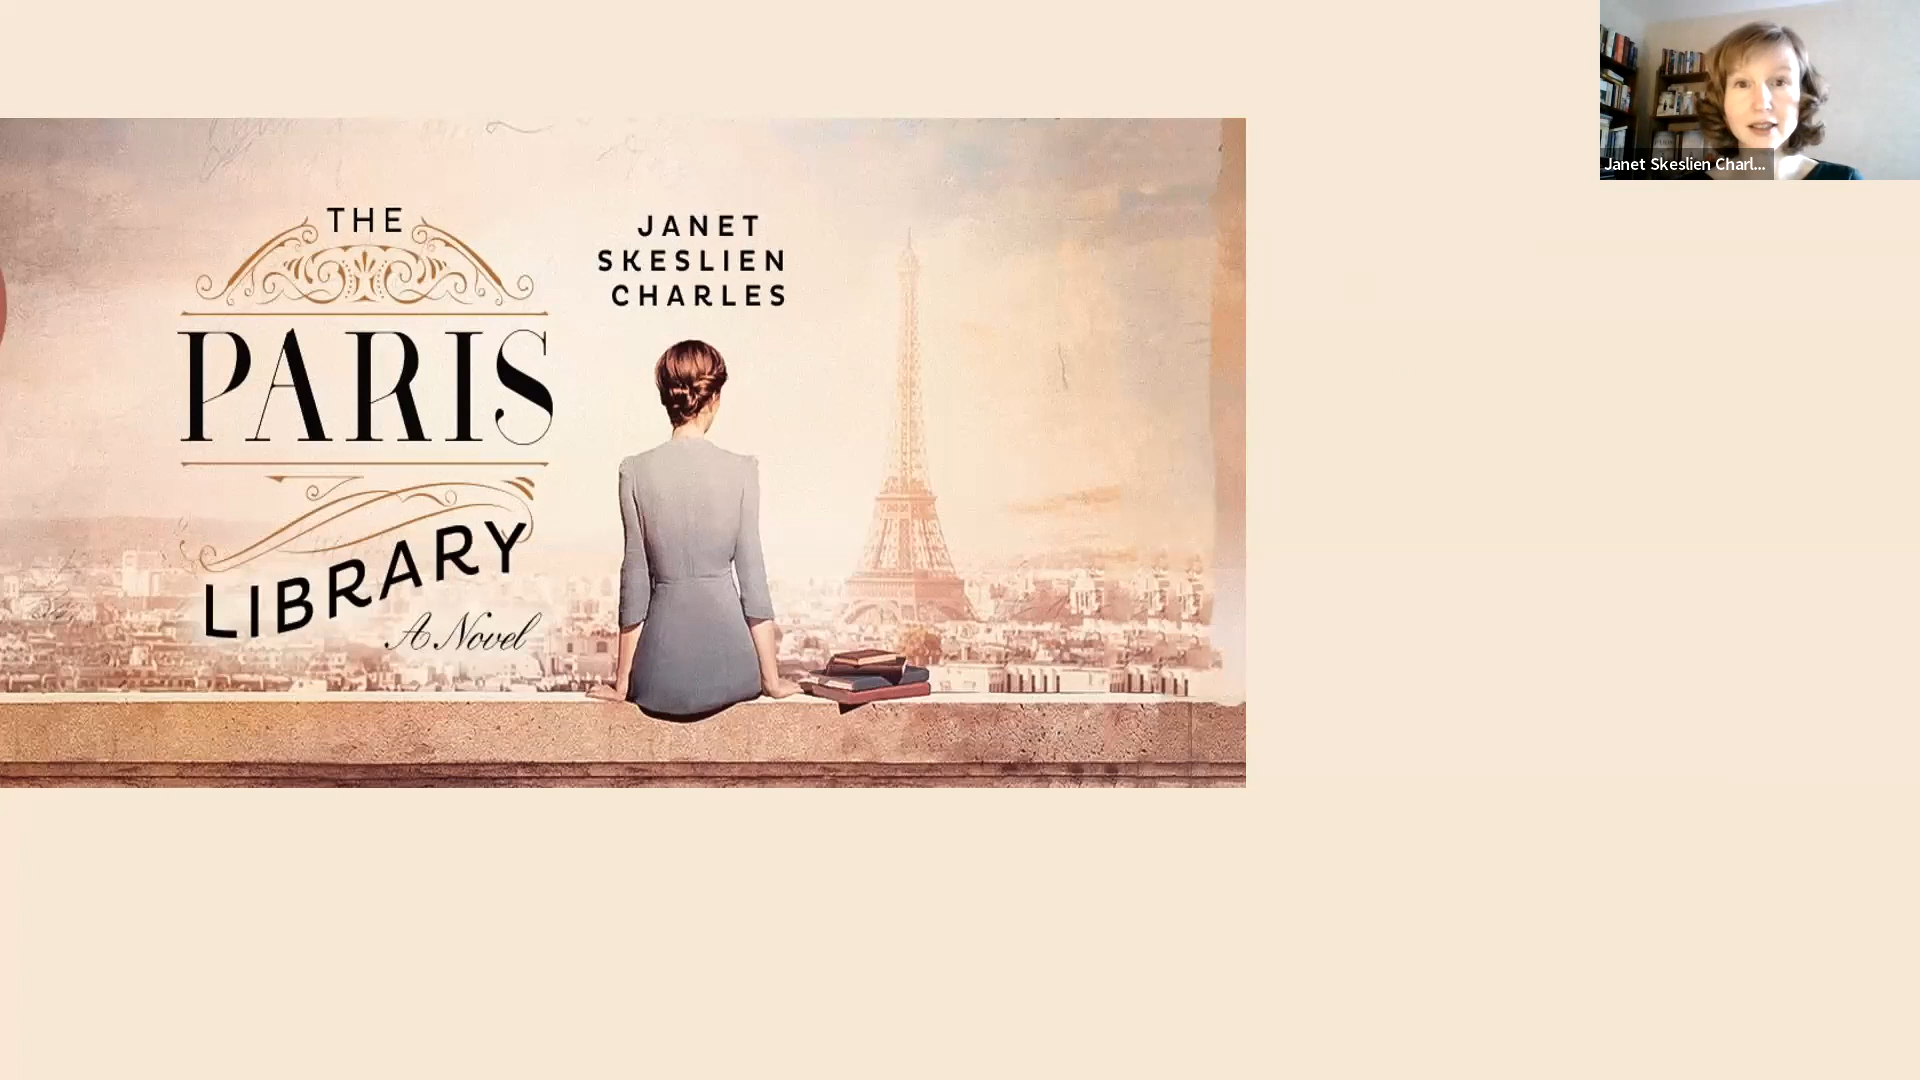 THE
PARIS
LIBRARY
A Novel
JANET
SKESLIEN
CHARLES
Janet Skeslien Charl...